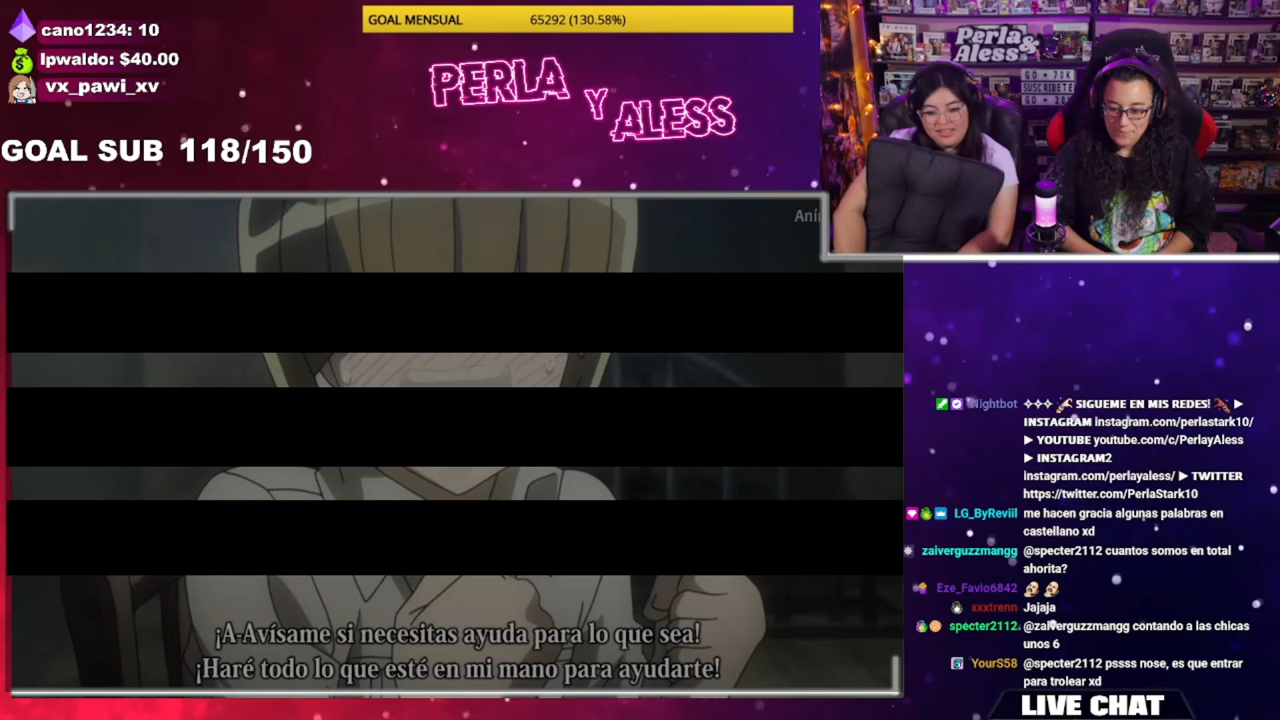 cano1234: 10
lpwaldo: $40.00
vx_pawi_xv
GOAL SUB 118/150
GOAL MENSUAL 65292 (130.58%)
PERLA
Y
ALESS
Perla&
Aless
GO ★ 70K
SUSCRIBETE
¡A-Avísame si necesitas ayuda para lo que sea!
¡Haré todo lo que esté en mi mano para ayudarte!
Nightbot ✧✧✧ SIGUEME EN MIS REDES! ▶
INSTAGRAM instagram.com/perlastark10/
▶ YOUTUBE youtube.com/c/PerlayAless
▶ INSTAGRAM2
instagram.com/perlayaless/ ▶ TWITTER
https://twitter.com/PerlaStark10
LG_ByReviil me hacen gracia algunas palabras en
castellano xd
zaiverguzzmangg @specter2112 cuantos somos en total
ahorita?
Eze_Favio6842
xxxtrenn Jajaja
specter2112. @zaiverguzzmangg contando a las chicas
unos 6
YourS58 @specter2112 pssss nose, es que entrar
para trolear xd
LIVE CHAT